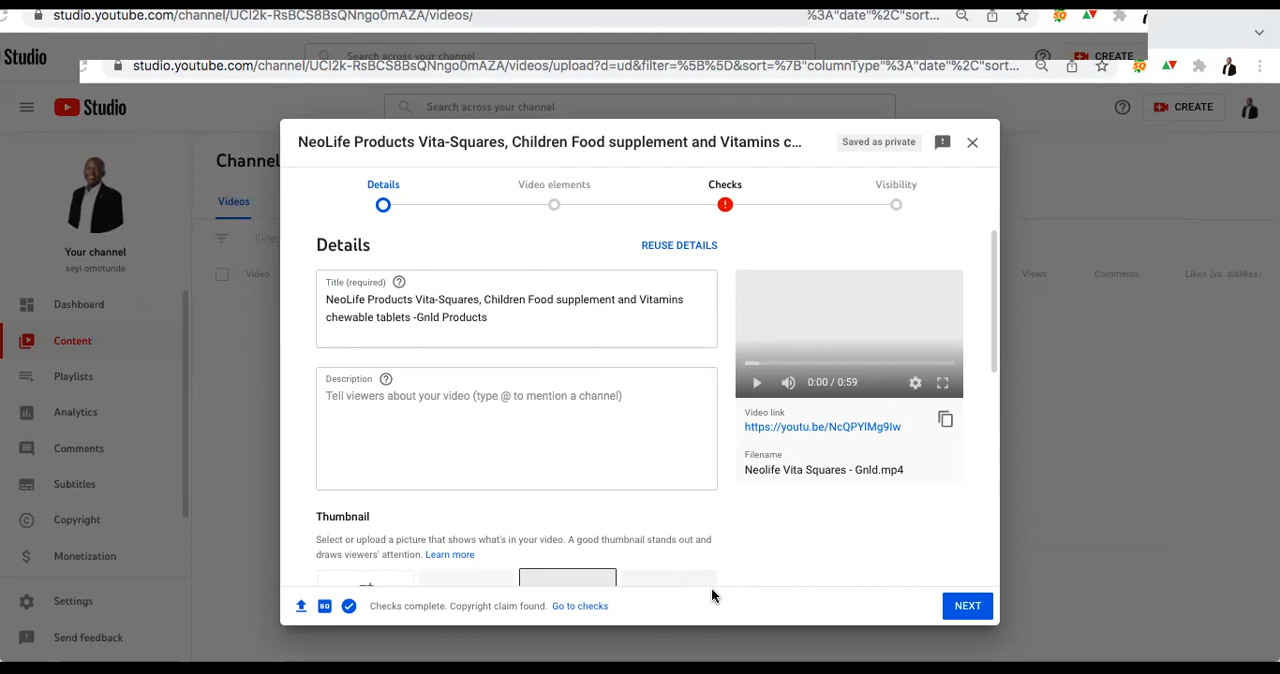 studio.youtube.com/channel/UCI2k-RsBCS8BsQNngo0mAZA/videos/ %3A"date"%2C"sort...
Studio Search across your channel CREATE
studio.youtube.com/channel/UCI2k-RsBCS8BsQNngo0mAZA/videos/upload?d=ud&filter=%5B%5D&sort=%7B"columnType"%3A"date"%2C"sort...
Studio Search across your channel CREATE
NeoLife Products Vita-Squares, Children Food supplement and Vitamins c... Saved as private
Channel
Details Video elements Checks Visibility
Videos
Details REUSE DETAILS
Filter
Your channel
seyi omotunde
Video Views Comments Likes (vs. dislikes)
Title (required)
NeoLife Products Vita-Squares, Children Food supplement and Vitamins
chewable tablets -Gnld Products
Dashboard
Content
Playlists
Analytics
Comments
Subtitles
Copyright
Monetization
Settings
Send feedback
Description
Tell viewers about your video (type @ to mention a channel)
0:00 / 0:59
Video link
https://youtu.be/NcQPYIMg9Iw
Filename
Neolife Vita Squares - Gnld.mp4
Thumbnail
Select or upload a picture that shows what's in your video. A good thumbnail stands out and
draws viewers' attention. Learn more
Checks complete. Copyright claim found. Go to checks
NEXT